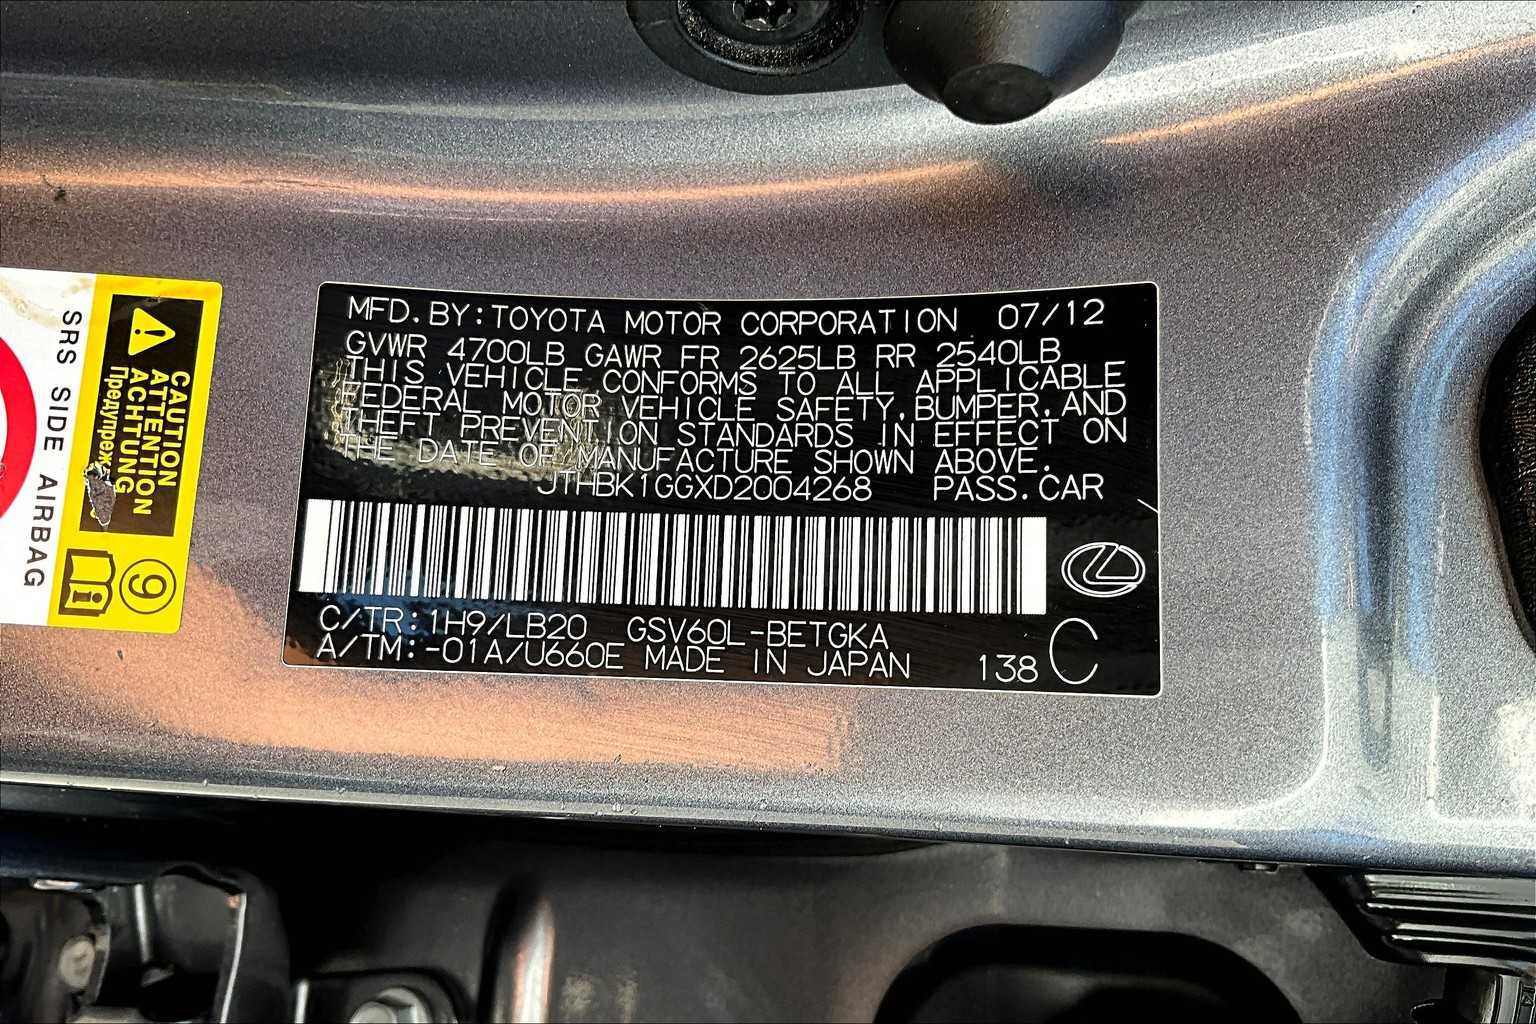 MFD.BY:TOYOTA MOTOR CORPORATION 07/12
GVWR 4700LB GAWR FR 2625LB RR 2540LB
THIS VEHICLE CONFORMS TO ALL APPLICABLE
FEDERAL MOTOR VEHICLE SAFETY,BUMPER,AND
THEFT PREVENTION STANDARDS IN EFFECT ON
THE DATE OF MANUFACTURE SHOWN ABOVE.
JTHBK1GGXD2004268 PASS.CAR
C/TR:1H9/LB20 GSV60L-BETGKA
A/TM:-01A/U660E MADE IN JAPAN 138 C
CAUTION
ATTENTION
ACHTUNG
SRS SIDE AIRBAG
9
i